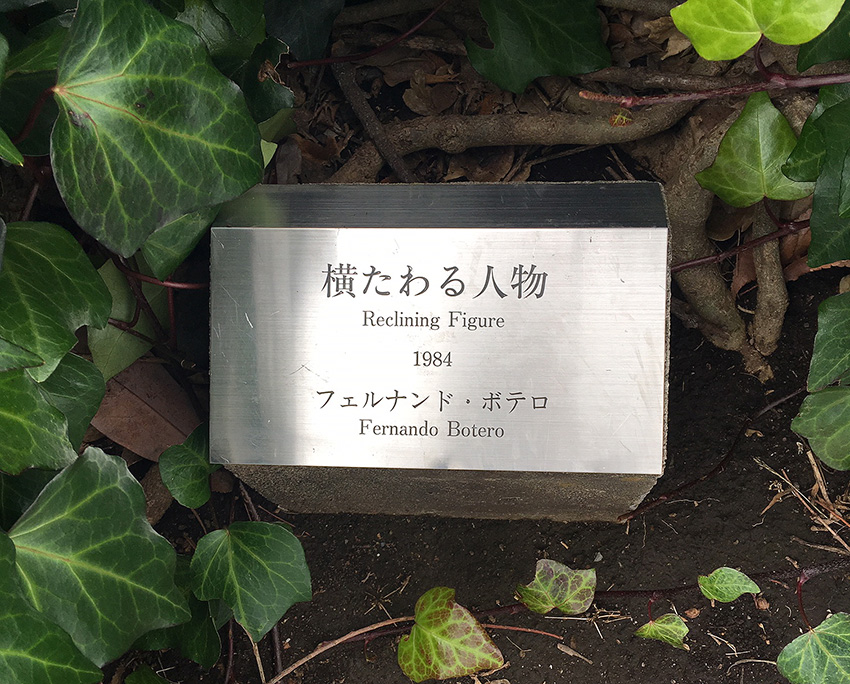 横たわる人物
Reclining Figure
1984
フェルナンド・ボテロ
Fernando Botero